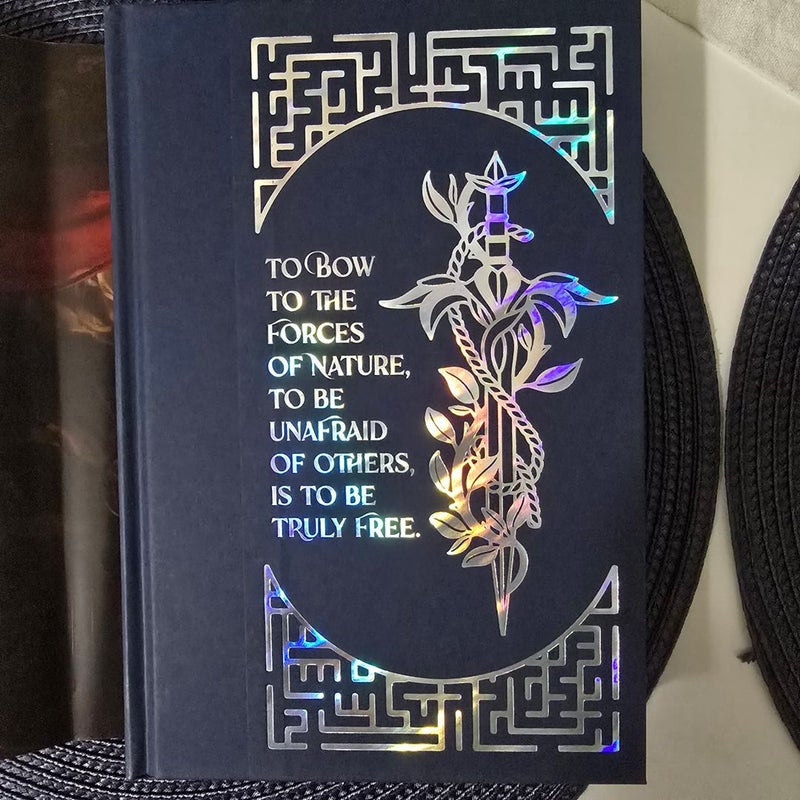 TO BOW
TO THE
FORCES
OF NATURE,
TO BE
UNAFRAID
OF OTHERS,
IS TO BE
TRULY FREE.